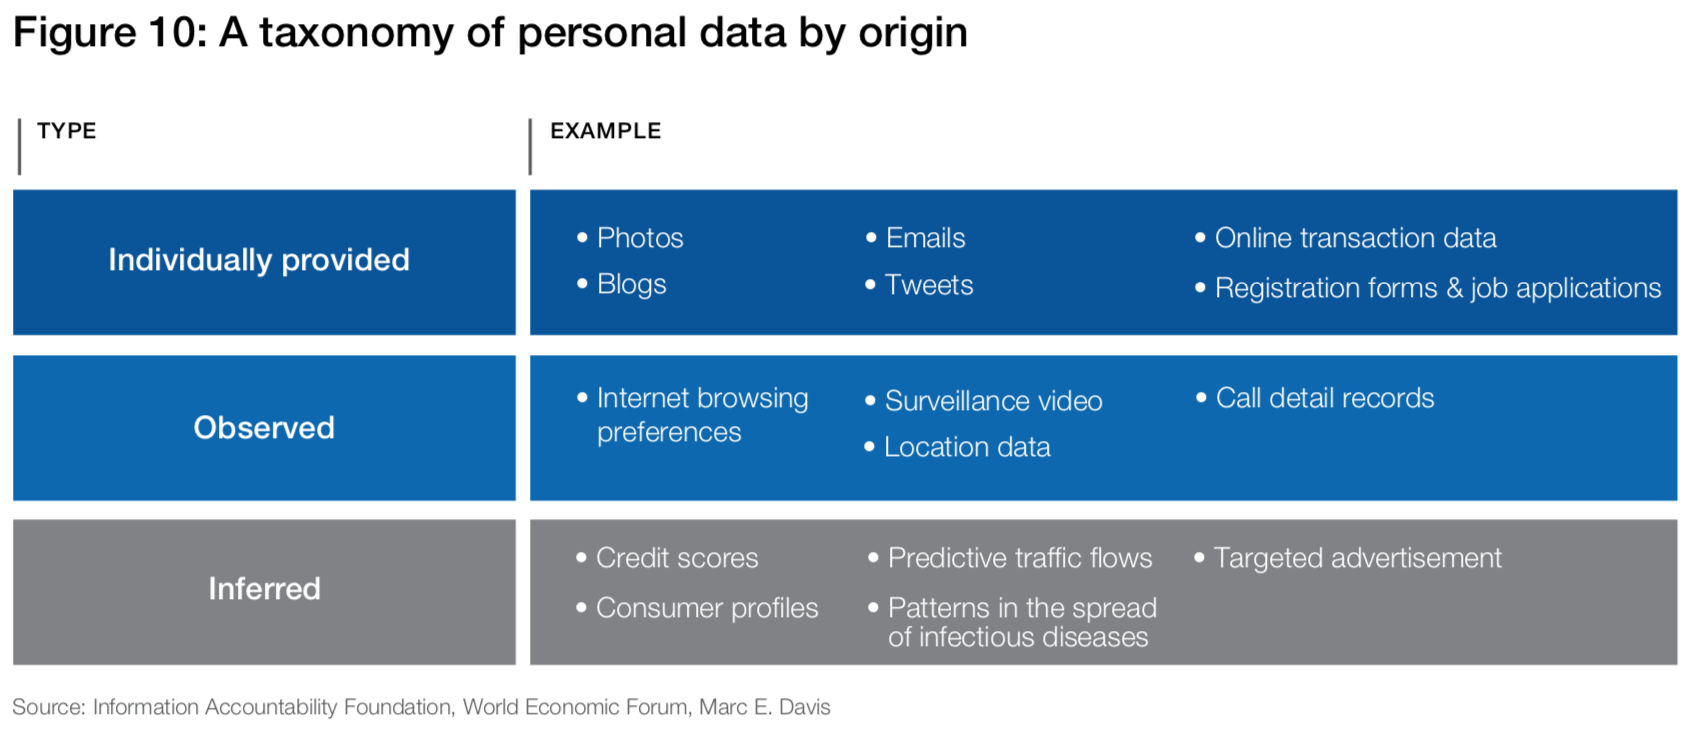 Figure 10: A taxonomy of personal data by origin
TYPE
EXAMPLE
Individually provided
• Photos
• Emails
• Online transaction data
• Blogs
• Tweets
• Registration forms & job applications
Observed
• Internet browsing
preferences
• Surveillance video
• Location data
• Call detail records
Inferred
• Credit scores
• Predictive traffic flows
• Targeted advertisement
• Consumer profiles
• Patterns in the spread
of infectious diseases
Source: Information Accountability Foundation, World Economic Forum, Marc E. Davis